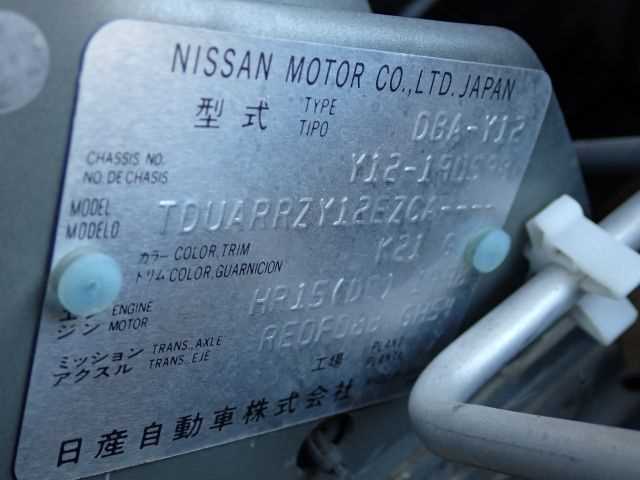 NISSAN MOTOR CO.,LTD. JAPAN
型式 TYPE TIPO DBA-Y12
CHASSIS NO.
NO. DE CHASIS
MODEL
MODELO TDUARRZY12EZCA----
カラー COLOR, TRIM K21
トリム COLOR, GUARNICION
エンジン ENGINE MOTOR HR15(DE)
ミッション TRANS., AXLE
アクスル TRANS., EJE
工場 PLANT PLANTA
日産自動車株式会社